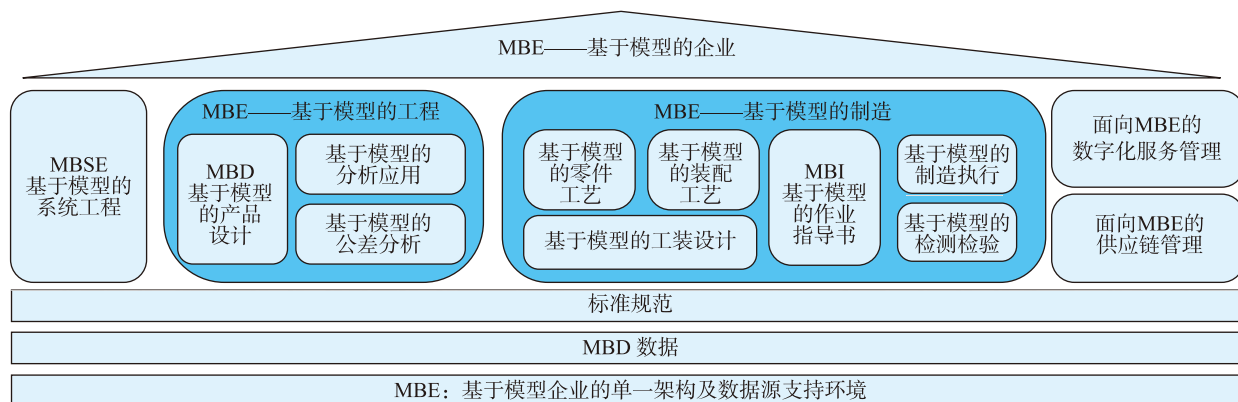 MBE——基于模型的企业
MBSE
基于模型的
系统工程
MBE——基于模型的工程
MBD
基于模型
的产品
设计
基于模型的
分析应用
基于模型的
公差分析
MBE——基于模型的制造
基于模型
的零件
工艺
基于模型
的装配
工艺
基于模型的工装设计
MBI
基于模型
的作业
指导书
基于模型的
制造执行
基于模型的
检测检验
面向MBE的
数字化服务管理
面向MBE的
供应链管理
标准规范
MBD 数据
MBE：基于模型企业的单一架构及数据源支持环境